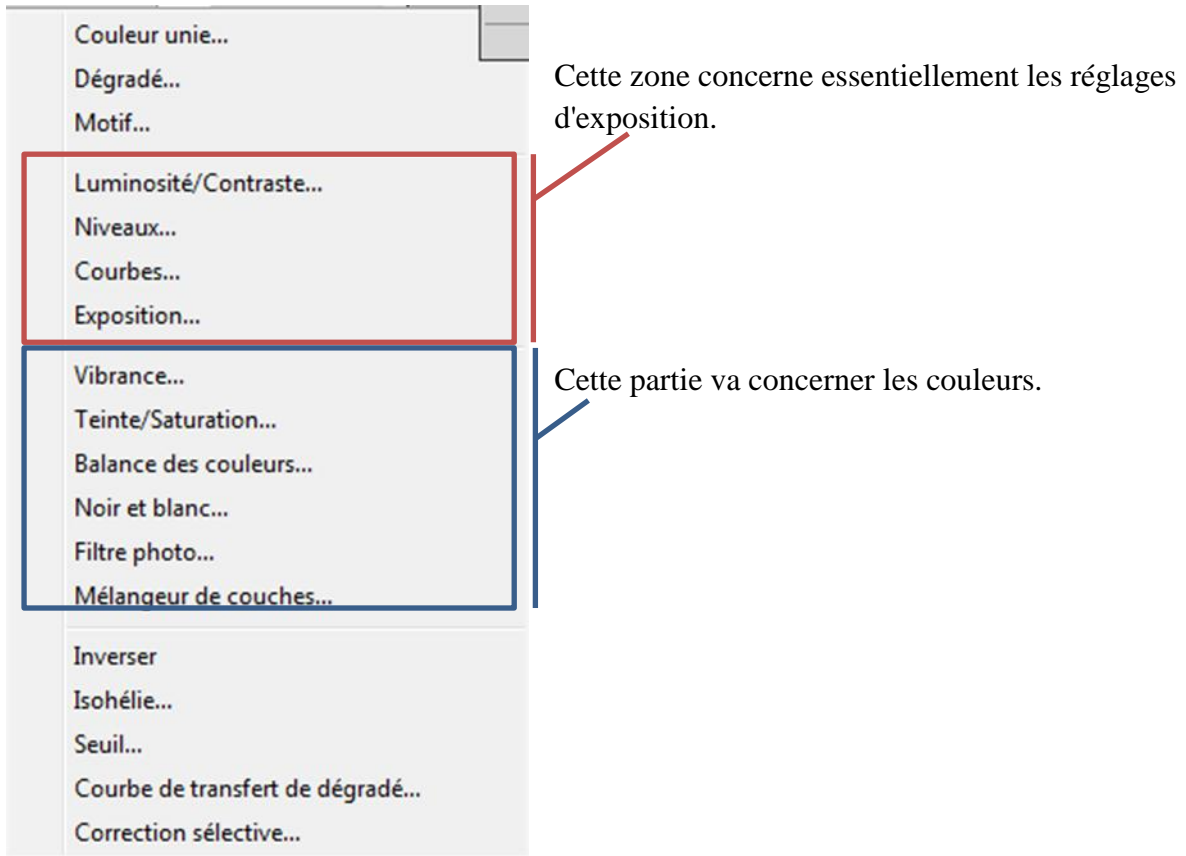 Couleur unie...
Dégradé...
Motif...
Cette zone concerne essentiellement les réglages
d'exposition.
Luminosité/Contraste...
Niveaux...
Courbes...
Exposition...
Vibrance...
Cette partie va concerner les couleurs.
Teinte/Saturation...
Balance des couleurs...
Noir et blanc...
Filtre photo...
Mélangeur de couches...
Inverser
Isohélie...
Seuil...
Courbe de transfert de dégradé...
Correction sélective...